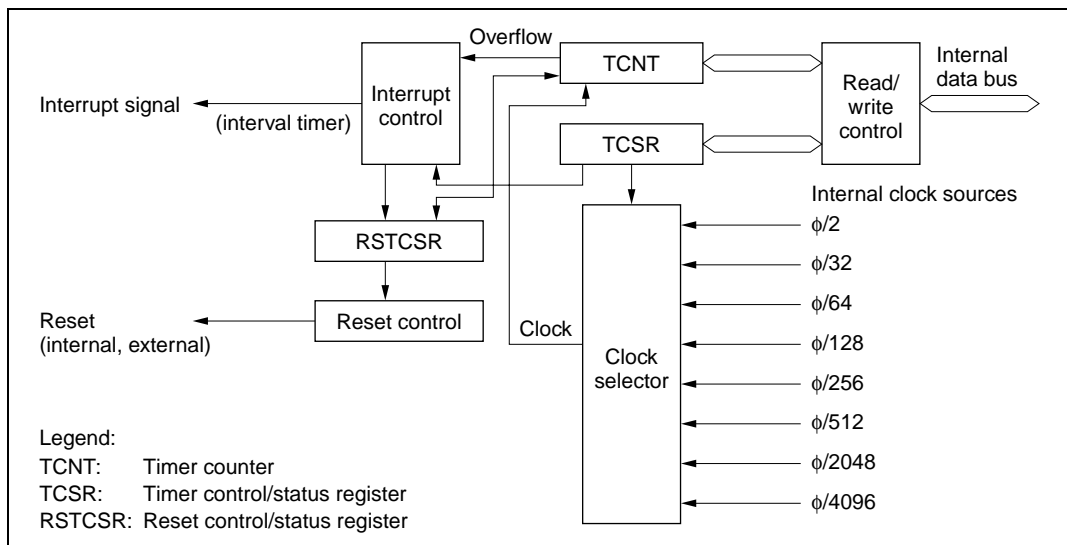 Overflow
TCNT
Internal
data bus
Read/
write
control
Interrupt
control
Interrupt signal
(interval timer)
TCSR
Internal clock sources
RSTCSR
ϕ/2
ϕ/32
ϕ/64
Reset control
Reset
(internal, external)
Clock
ϕ/128
Clock
selector
ϕ/256
ϕ/512
ϕ/2048
ϕ/4096
Legend:
TCNT: Timer counter
TCSR: Timer control/status register
RSTCSR: Reset control/status register